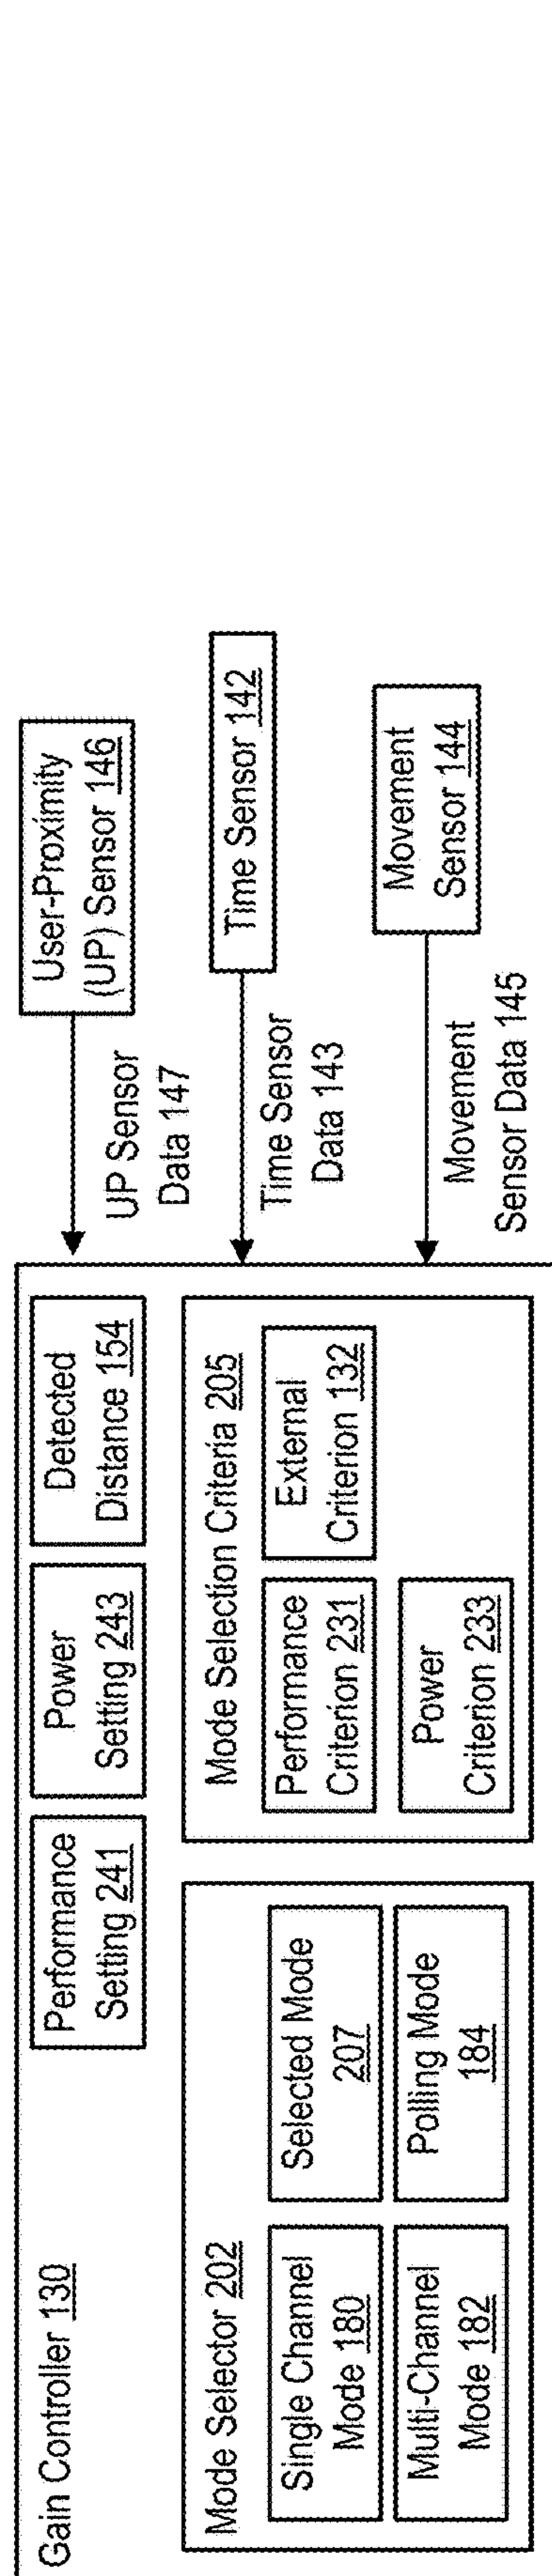 Gain Controller 130
Performance
Setting 241
Power
Setting 243
Detected
Distance 154
Mode Selector 202
Single Channel
Mode 180
Selected Mode
207
Multi-Channel
Mode 182
Polling Mode
184
Mode Selection Criteria 205
Performance
Criterion 231
External
Criterion 132
Power
Criterion 233
UP Sensor
Data 147
User-Proximity
(UP) Sensor 146
Time Sensor
Data 143
Time Sensor 142
Movement
Sensor Data 145
Movement
Sensor 144